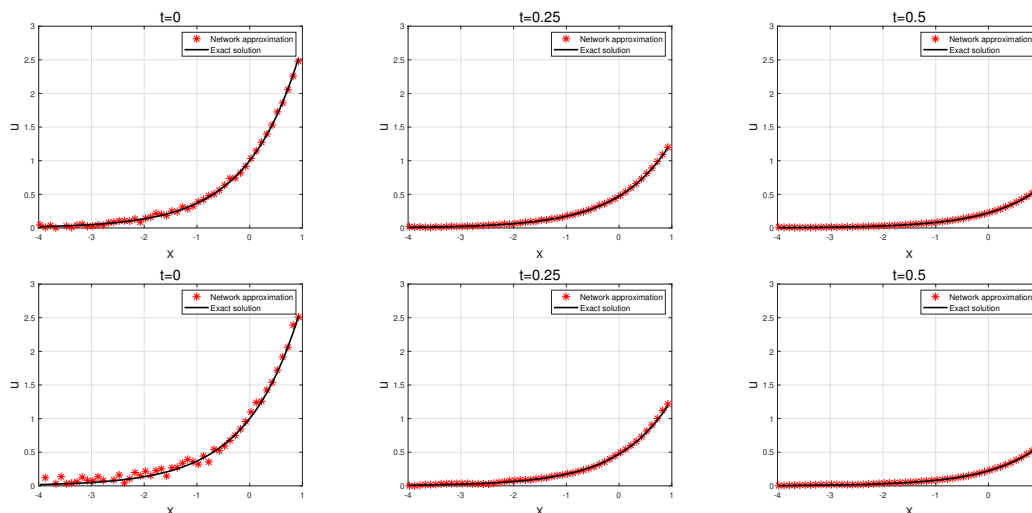 t=0
Network approximation
Exact solution
u
3
2.5
2
1.5
1
0.5
0
-4 -3 -2 -1 0 1
x
t=0.25
Network approximation
Exact solution
u
3
2.5
2
1.5
1
0.5
0
-4 -3 -2 -1 0 1
x
t=0.5
Network approximation
Exact solution
u
3
2.5
2
1.5
1
0.5
0
-4 -3 -2 -1 0
x
t=0
Network approximation
Exact solution
u
3
2.5
2
1.5
1
0.5
0
-4 -3 -2 -1 0 1
x
t=0.25
Network approximation
Exact solution
u
3
2.5
2
1.5
1
0.5
0
-4 -3 -2 -1 0 1
x
t=0.5
Network approximation
Exact solution
u
3
2.5
2
1.5
1
0.5
0
-4 -3 -2 -1 0
x